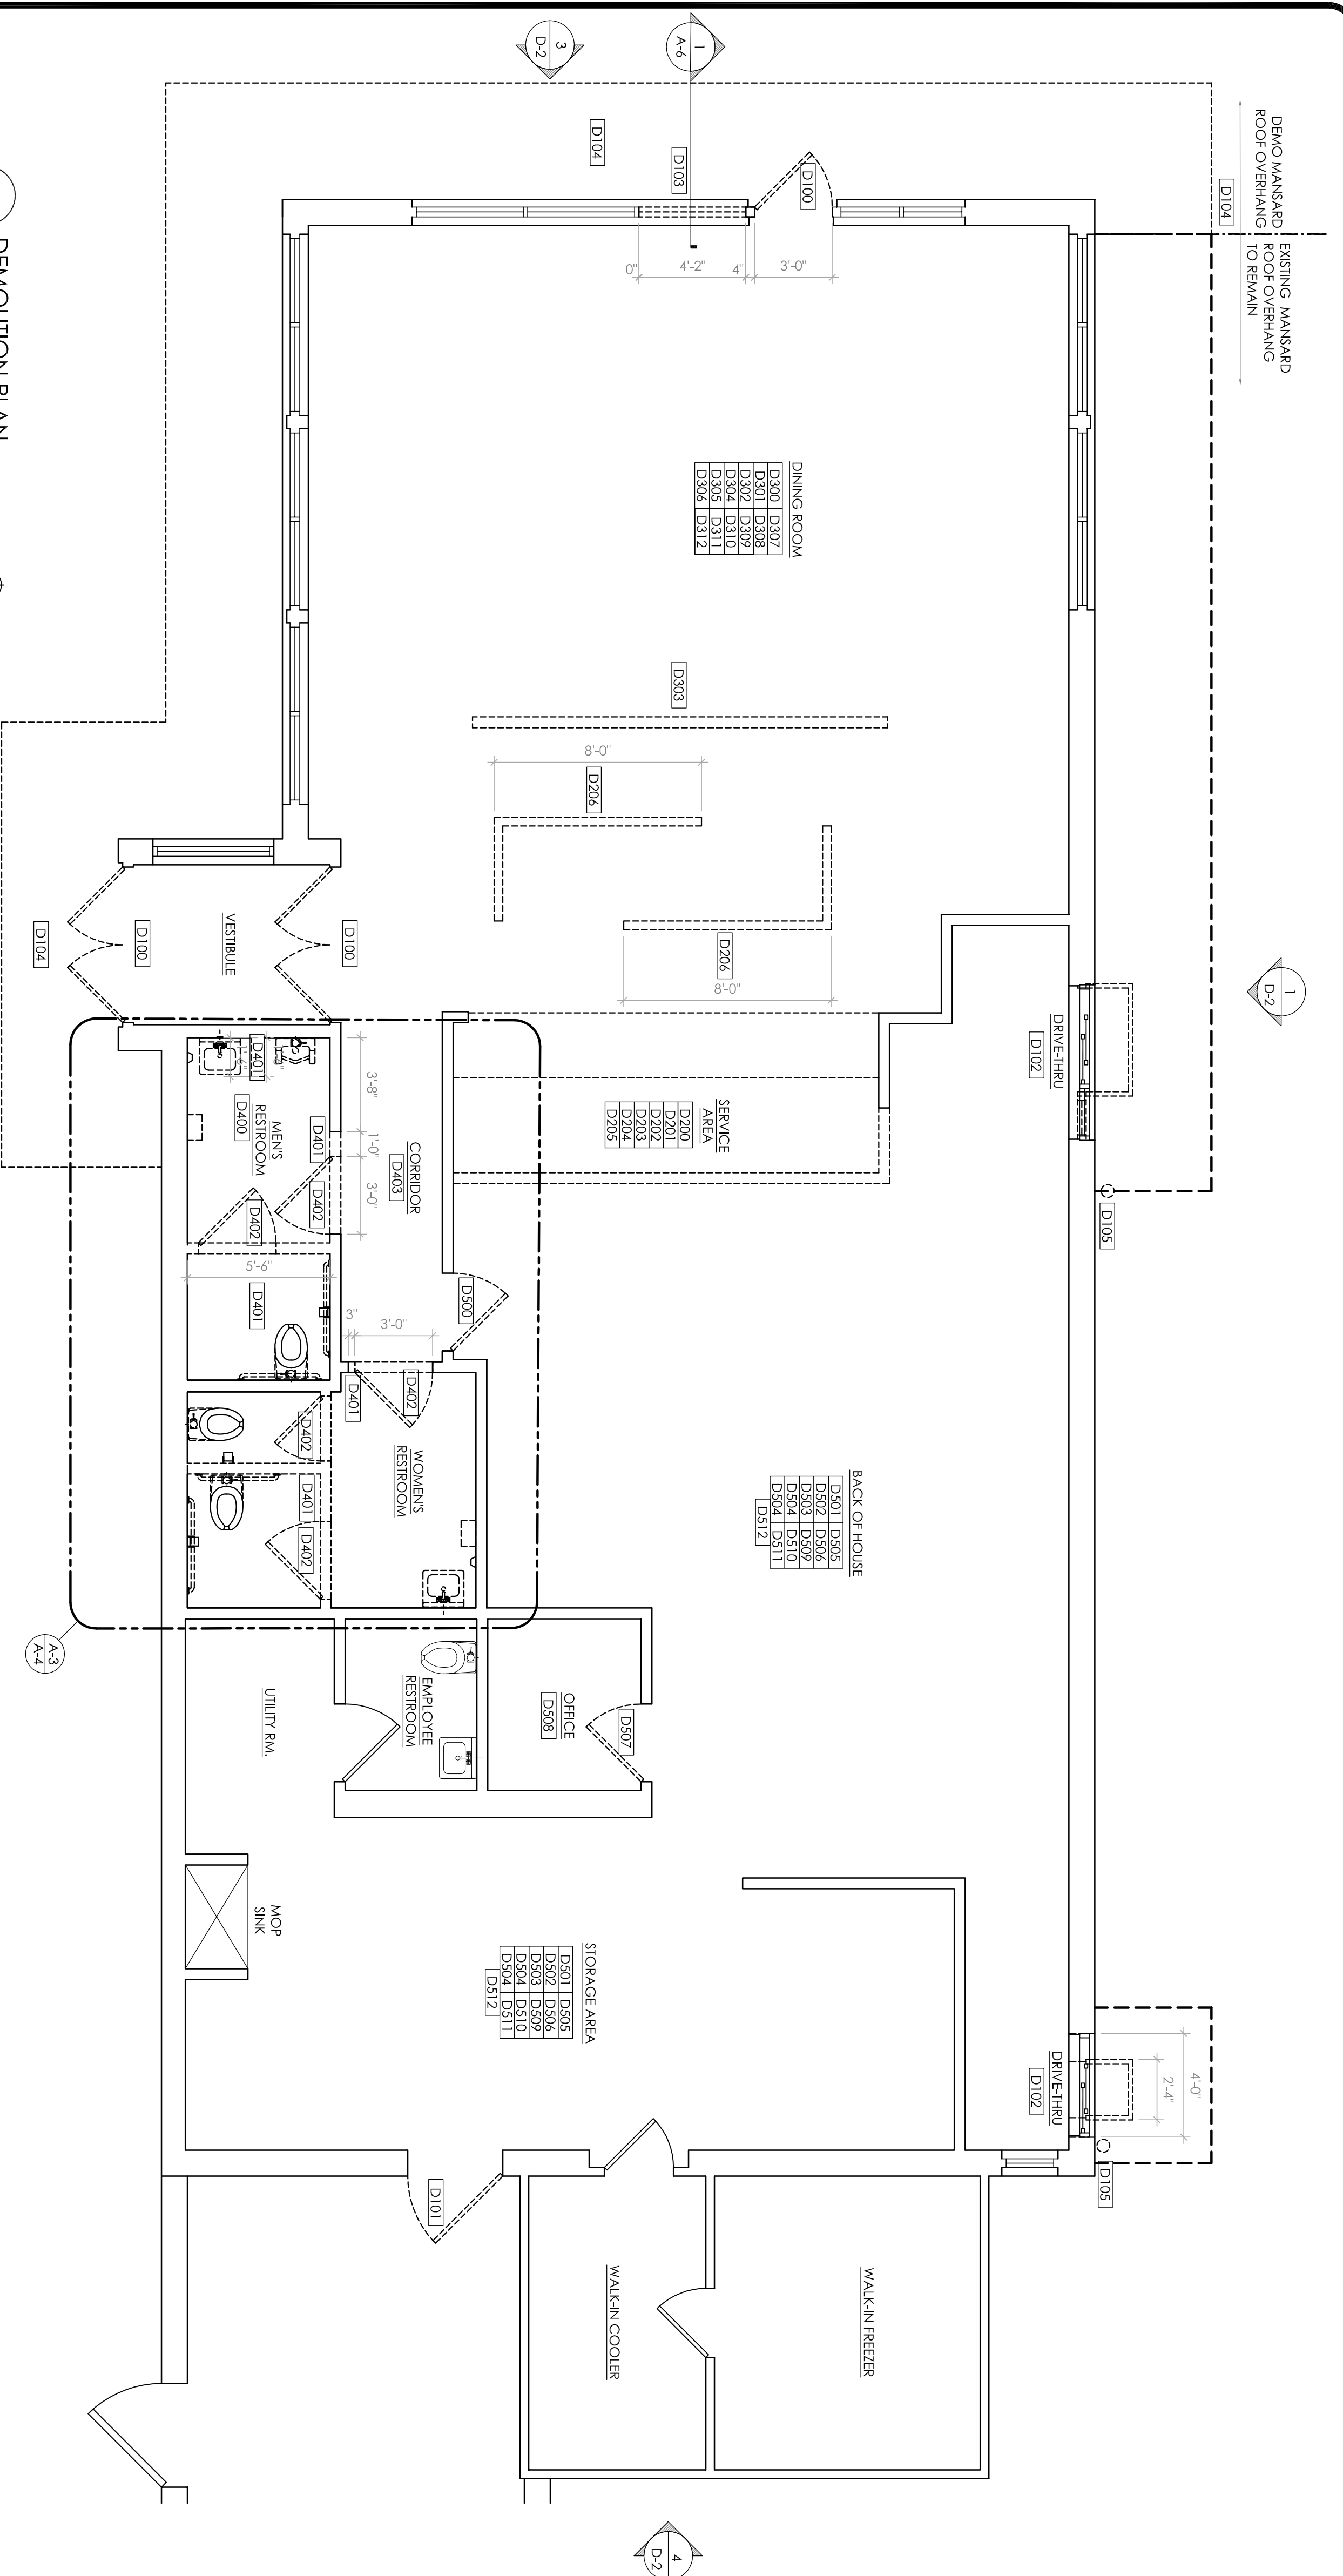 DEMO MANSARD
ROOF OVERHANG
D104
EXISTING MANSARD
ROOF OVERHANG
TO REMAIN
3
D-2
1
A-6
D104
D103
D100
0"
4'-2"
4"
3'-0"
DINING ROOM
D300 D307
D301 D308
D302 D309
D304 D310
D305 D311
D306 D312
D303
8'-0"
D206
D206
8'-0"
1
D-2
DRIVE-THRU
D102
D105
VESTIBULE
D100
D100
D104
SERVICE
AREA
D200
D201
D202
D203
D204
D205
CORRIDOR
D403
3'-8"
1'-0"
3'-0"
D401
1'-6"
MEN'S
RESTROOM
D400
D401
D402
D402
5'-6"
D401
D500
3"
3'-0"
D401
D402
WOMEN'S
RESTROOM
D402
D401
D402
BACK OF HOUSE
D501 D505
D502 D506
D503 D509
D504 D510
D504 D511
D512
A-3
A-4
OFFICE
D508
D507
EMPLOYEE
RESTROOM
UTILITY RM.
MOP
SINK
STORAGE AREA
D501 D505
D502 D506
D503 D509
D504 D510
D504 D511
D512
DRIVE-THRU
D102
4'-0"
2'-4"
D105
D101
WALK-IN COOLER
WALK-IN FREEZER
4
D-2
DEMOLITION PLAN